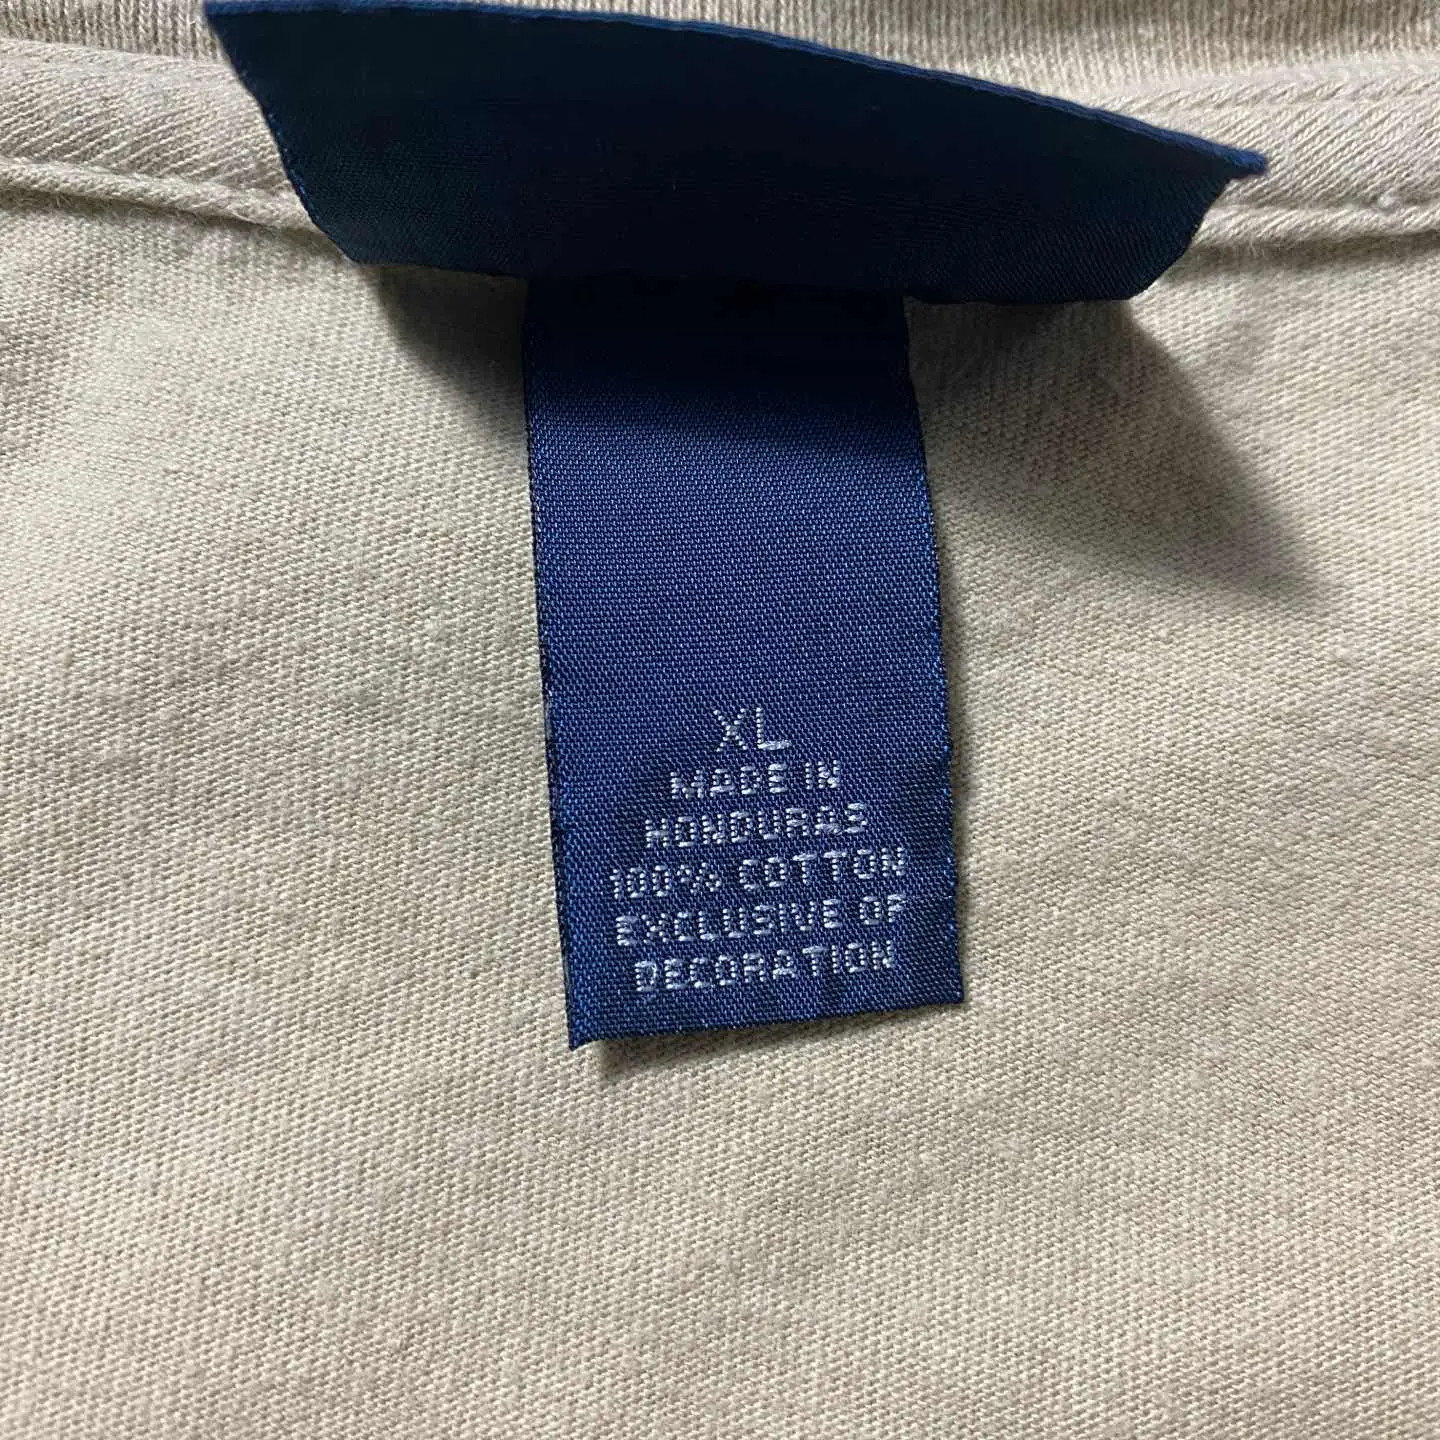 XL
MADE IN
HONDURAS
100% COTTON
EXCLUSIVE OF
DECORATION